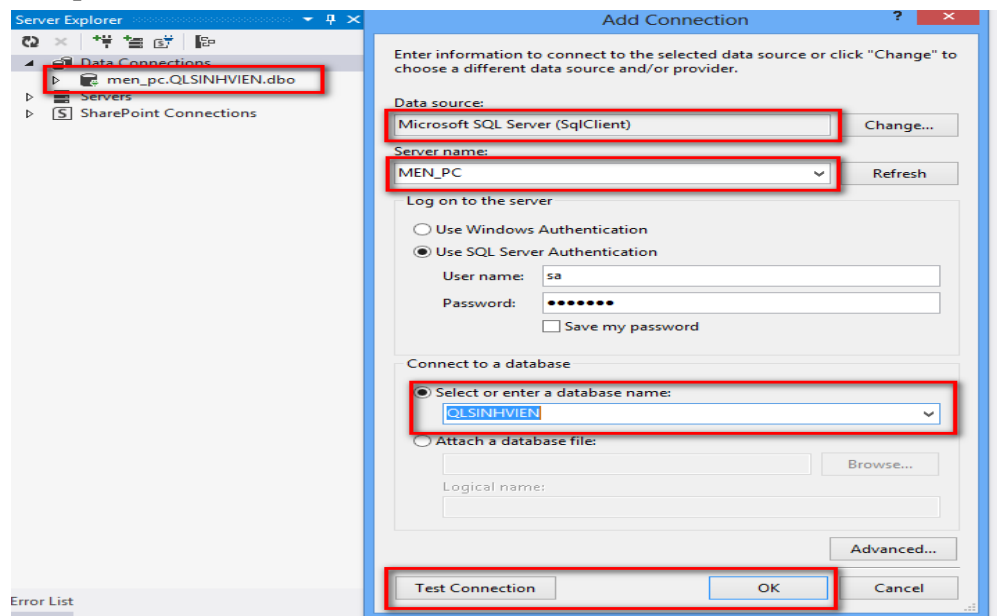 Server Explorer
Data Connections
men_pc.QLSINHVIEN.dbo
Servers
SharePoint Connections
Error List
Add Connection
?
Enter information to connect to the selected data source or click "Change" to
choose a different data source and/or provider.
Data source:
Microsoft SQL Server (SqlClient)
Change...
Server name:
MEN_PC
Refresh
Log on to the server
Use Windows Authentication
Use SQL Server Authentication
User name: sa
Password: •••••••
Save my password
Connect to a database
Select or enter a database name:
QLSINHVIEN
Attach a database file:
Browse...
Logical name:
Advanced...
Test Connection OK Cancel